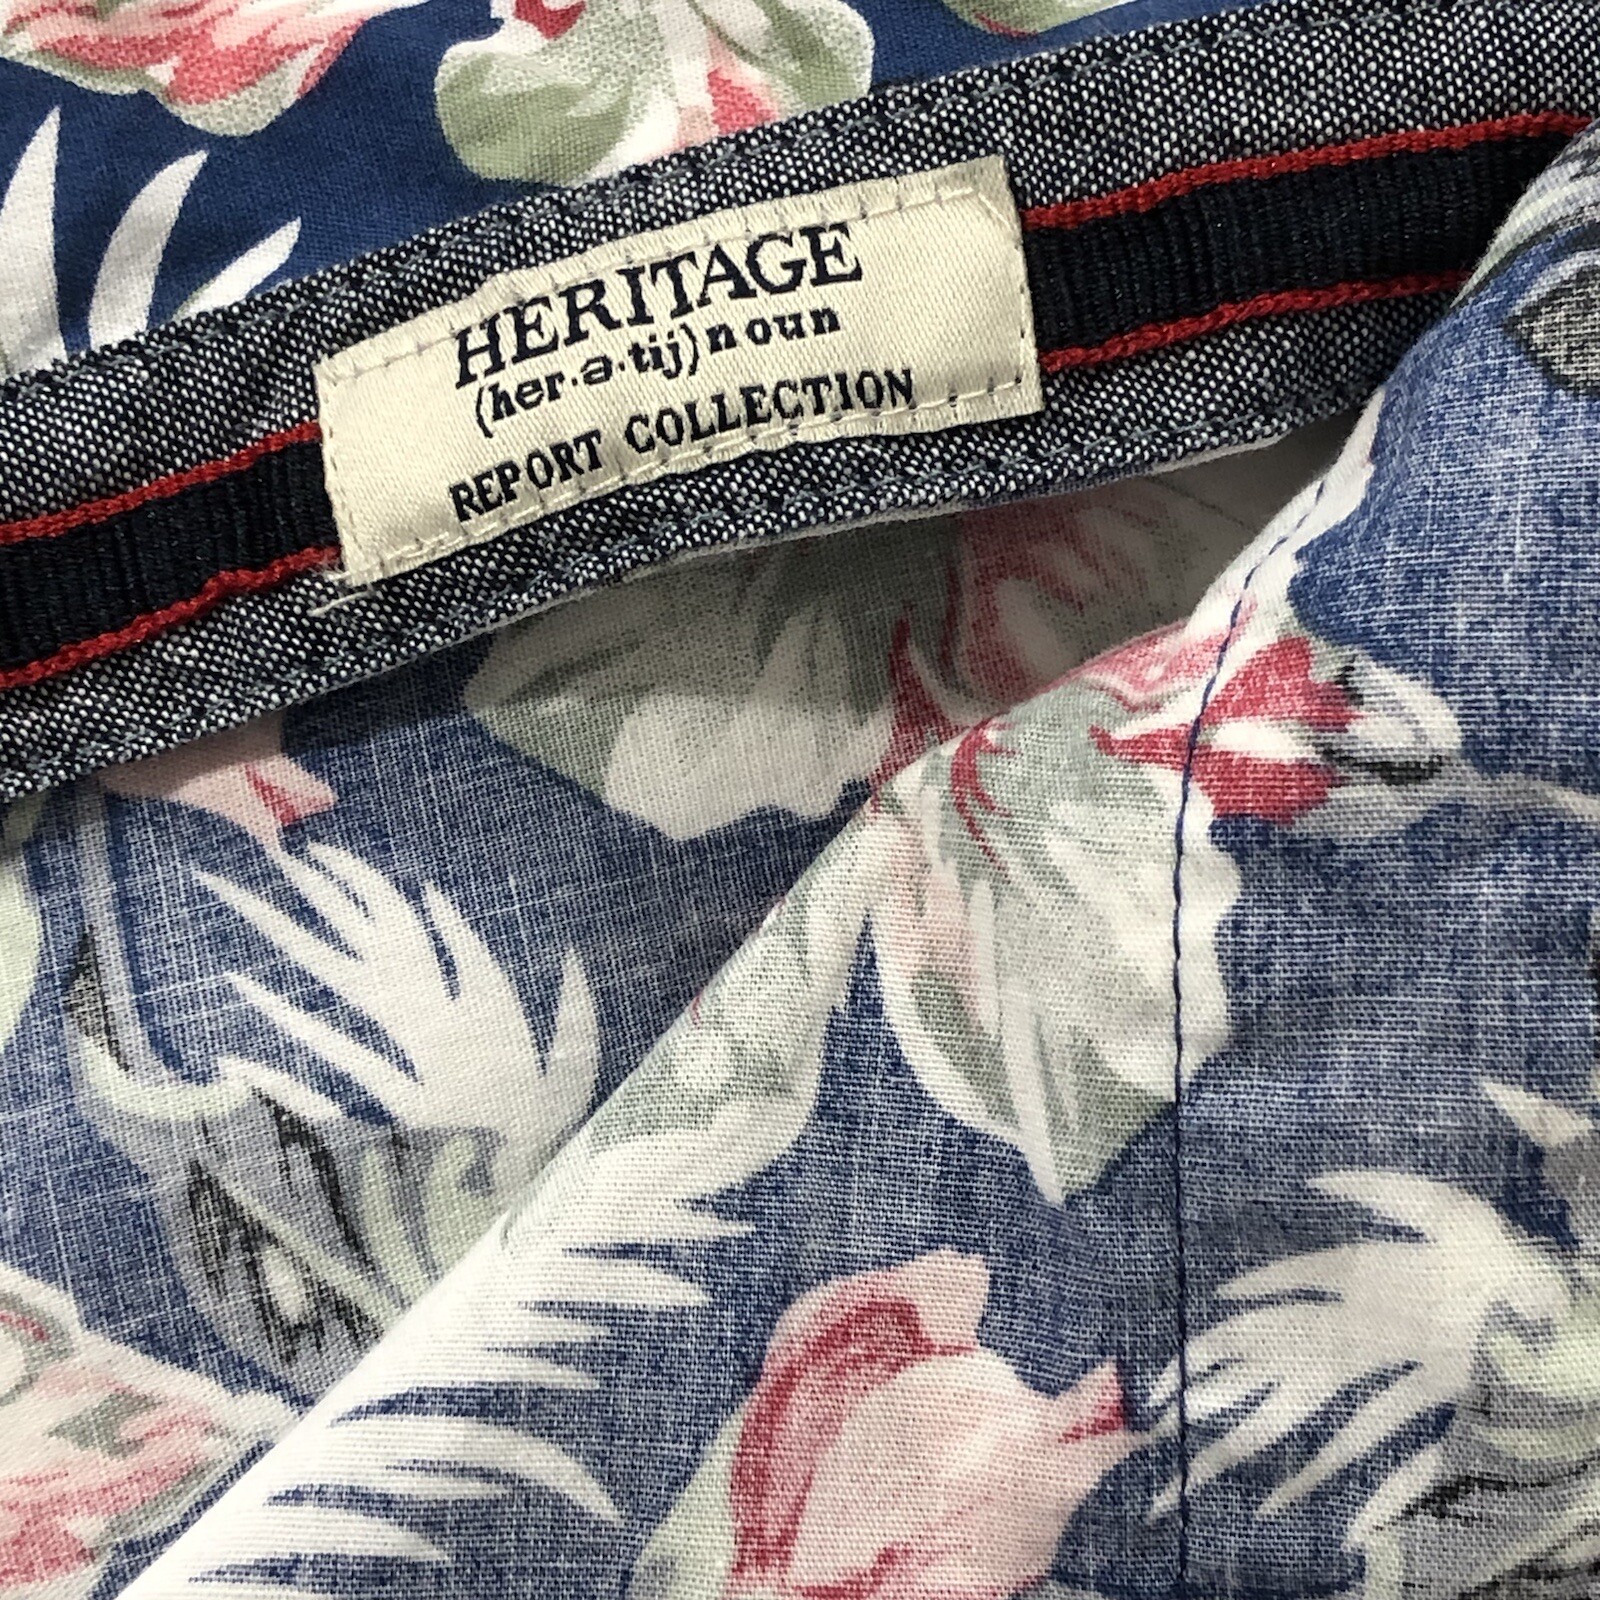 HERITAGE
(her·ə·tij) noun
REPORT COLLECTION